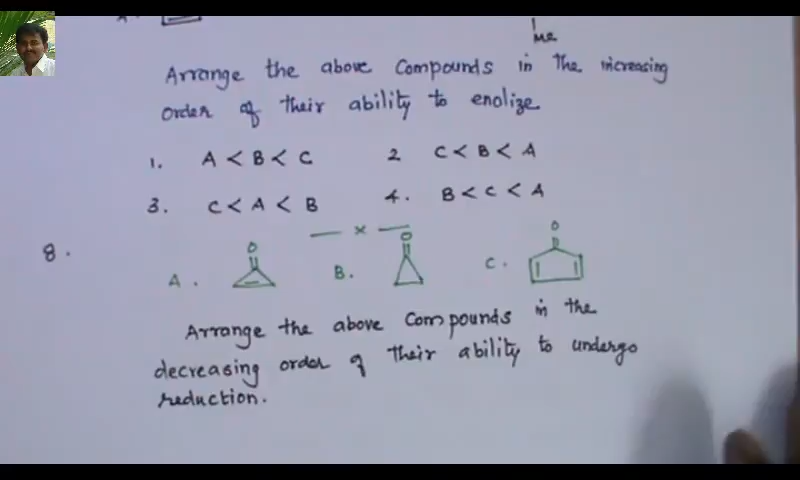 Me
Arrange the above Compounds in the increasing
order of their ability to enolize
1. A < B < C 2 C < B < A
3. C < A < B 4. B < C < A
— x —
8.
O O O
A. B. C.
Arrange the above Compounds in the
decreasing order of their ability to undergo
reduction.